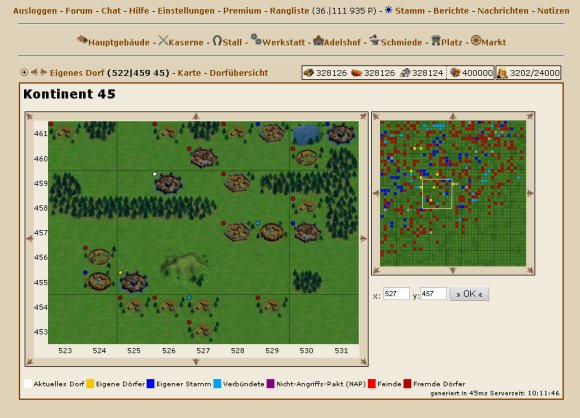 Ausloggen - Forum - Chat - Hilfe - Einstellungen - Premium - Rangliste (36.|111.935 P) - Stamm - Berichte - Nachrichten - Notizen
Hauptgebäude - Kaserne - Stall - Werkstatt - Adelshof - Schmiede - Platz - Markt
Eigenes Dorf (522|459 45) - Karte - Dorfübersicht
328126 328126 328124 400000 3202/24000
Kontinent 45
461
460
459
458
457
456
455
454
453
523 524 525 526 527 528 529 530 531
x: 527 y: 457 » OK «
Aktuelles Dorf Eigene Dörfer Eigener Stamm Verbündete Nicht-Angriffs-Pakt (NAP) Feinde Fremde Dörfer
generiert in 45ms Serverzeit: 10:11:46